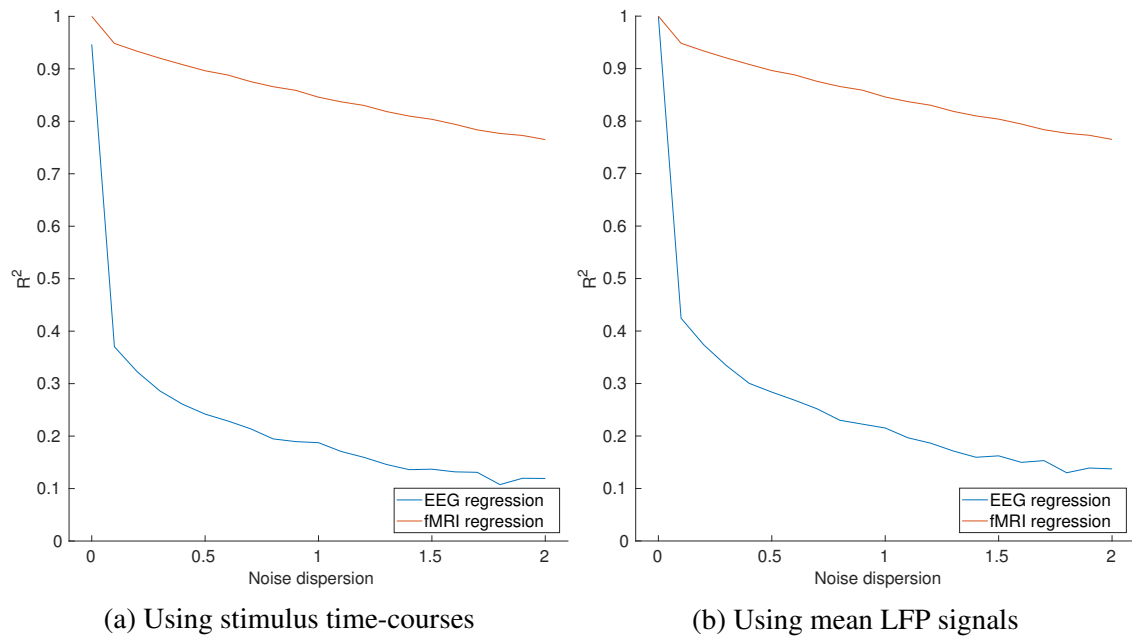 1
0.9
0.8
0.7
0.6
0.5
0.4
0.3
0.2
0.1
0
R²
0 0.5 1 1.5 2
Noise dispersion
EEG regression
fMRI regression
(a) Using stimulus time-courses
1
0.9
0.8
0.7
0.6
0.5
0.4
0.3
0.2
0.1
0
R²
0 0.5 1 1.5 2
Noise dispersion
EEG regression
fMRI regression
(b) Using mean LFP signals